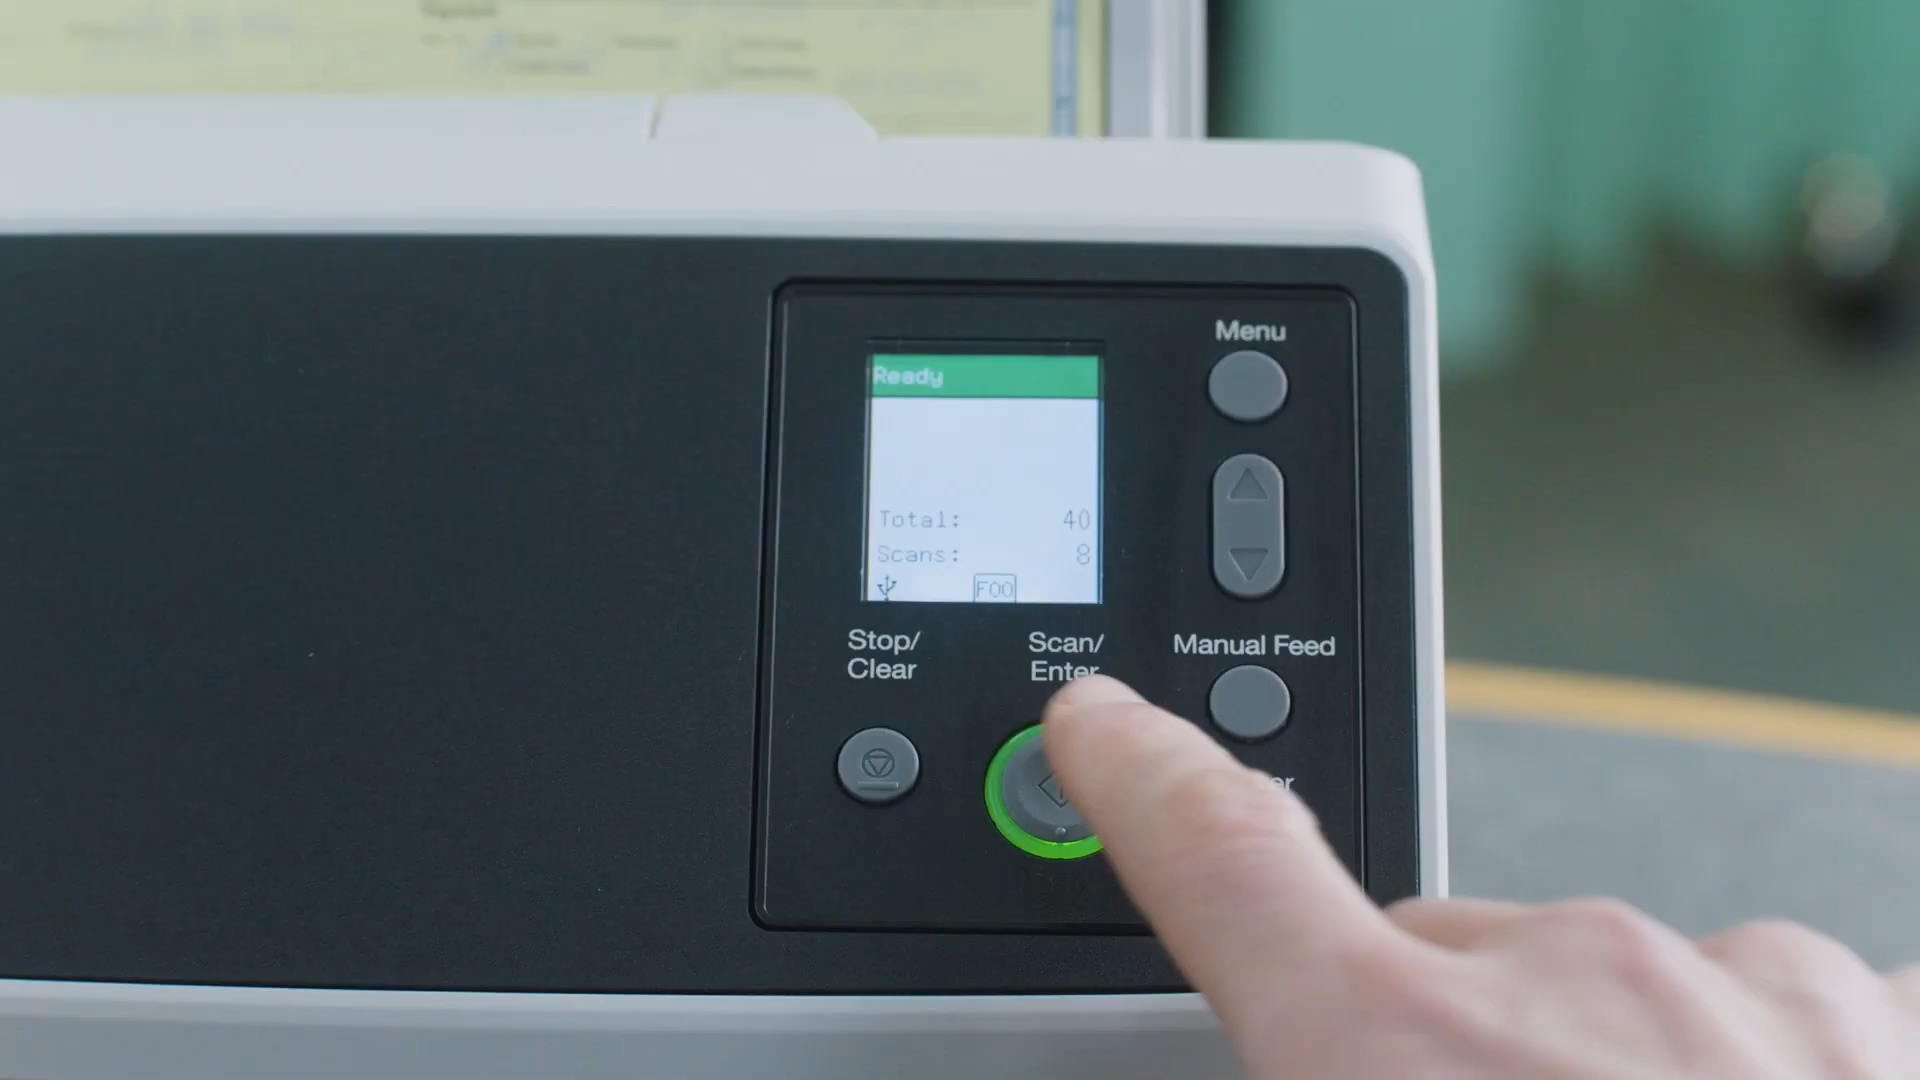 Menu
Ready
Total: 40
Scans: 8
F00
Stop/
Clear
Scan/
Enter
Manual Feed